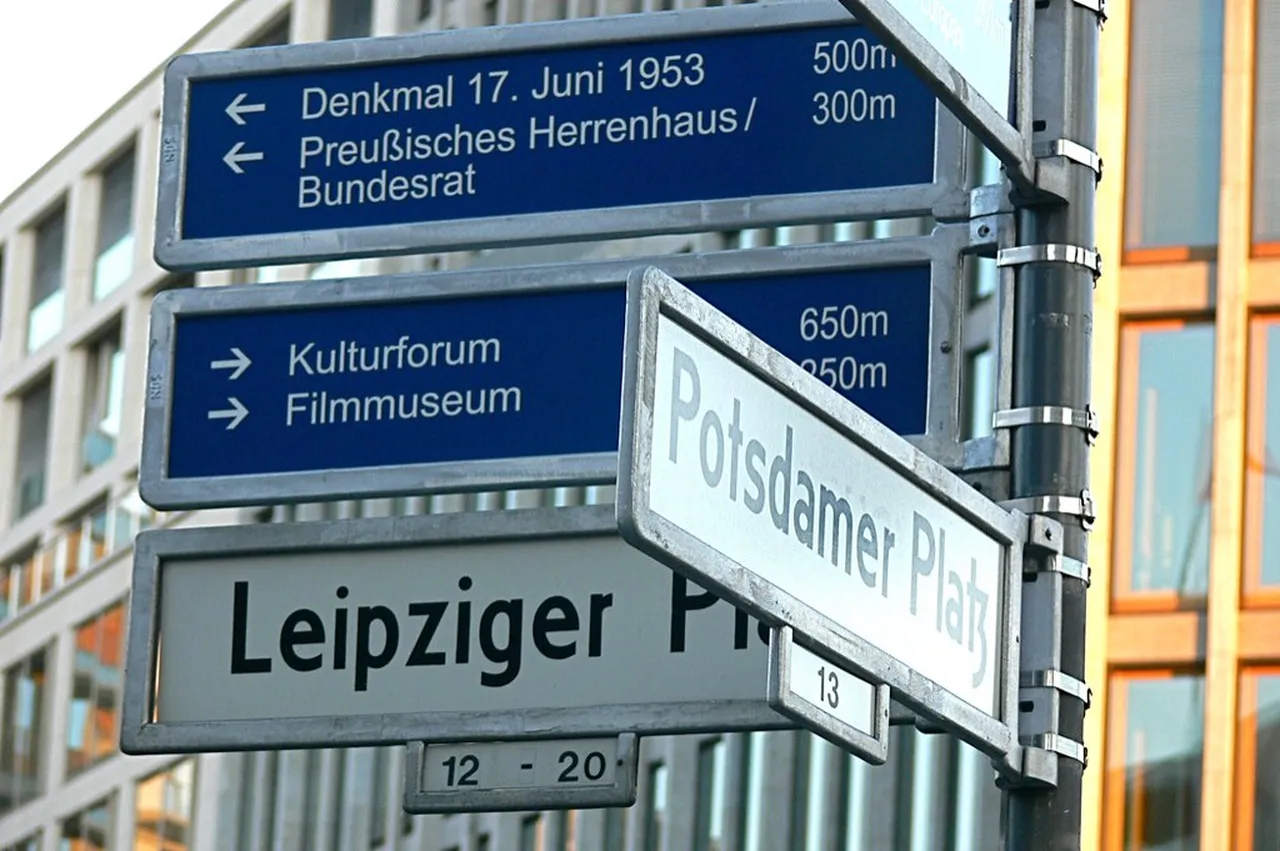 ← Denkmal 17. Juni 1953 500m
← Preußisches Herrenhaus / 300m
Bundesrat
→ Kulturforum 650m
→ Filmmuseum
Potsdamer Platz
13
Leipziger
12 - 20